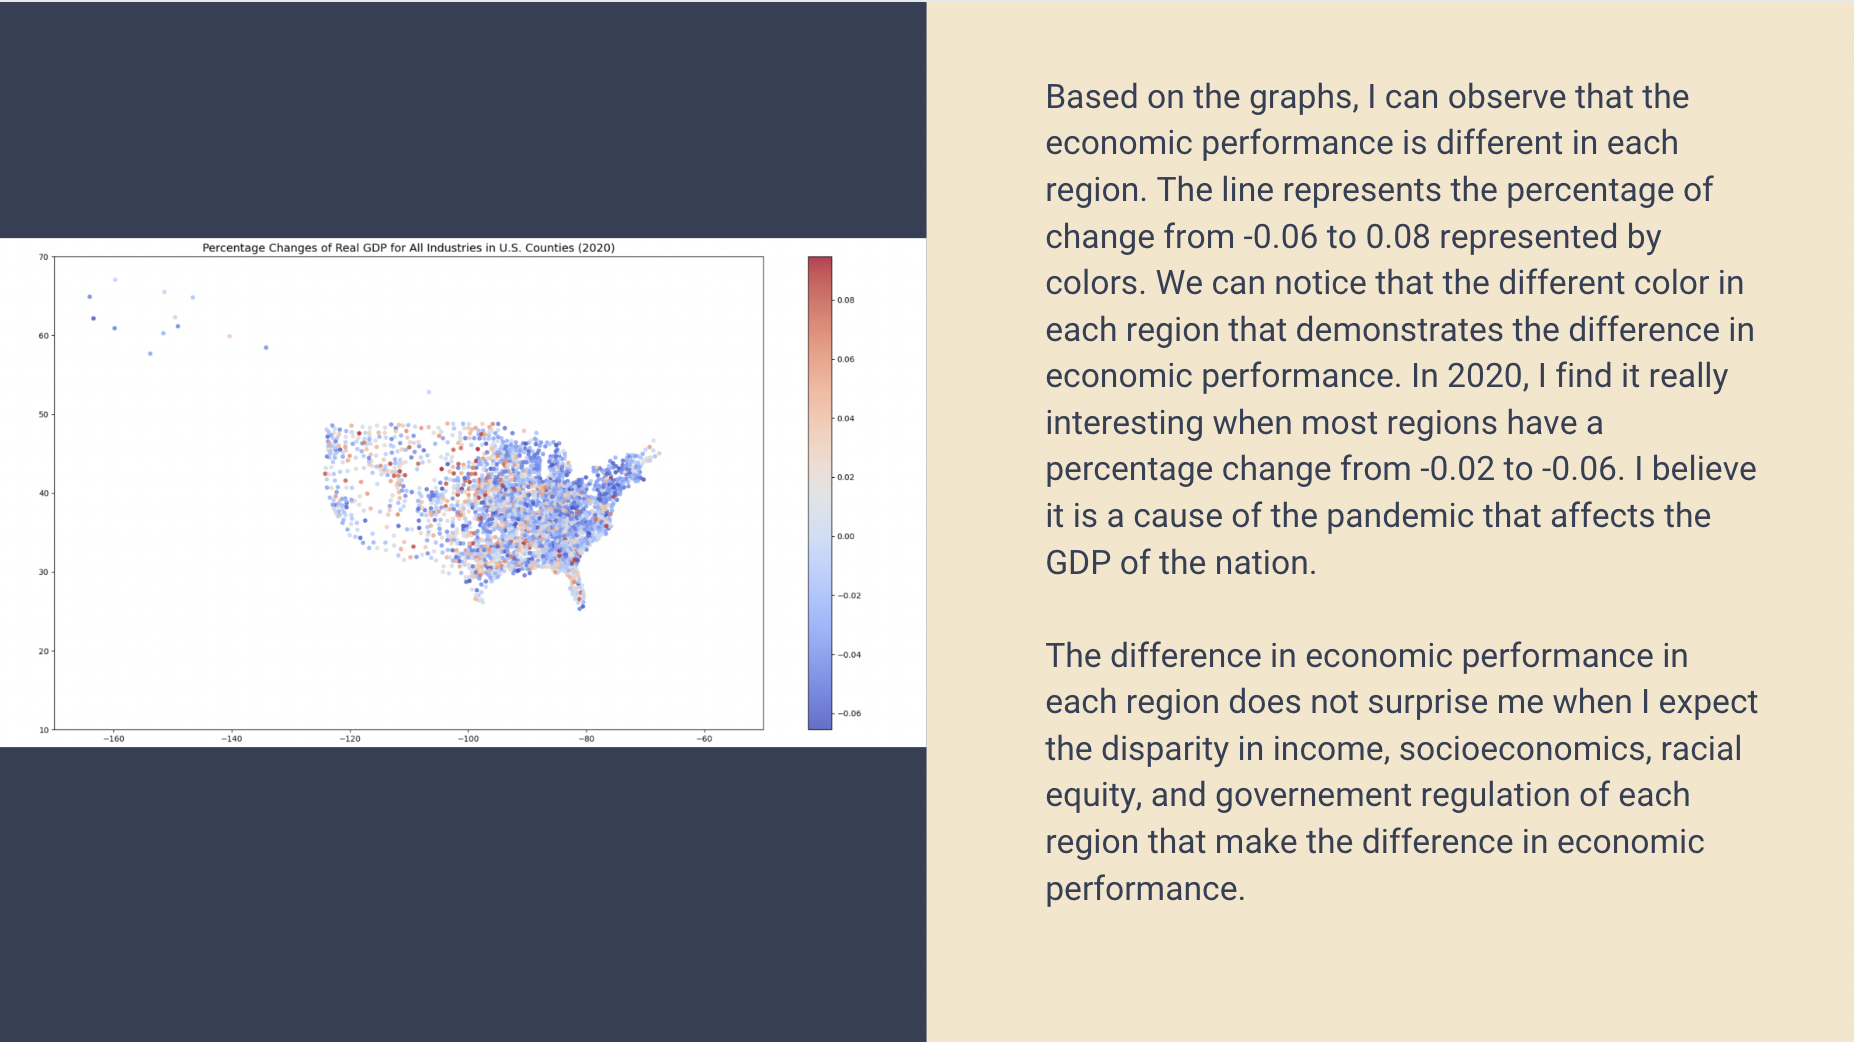 Percentage Changes of Real GDP for All Industries in U.S. Counties (2020)
70
60
50
40
30
20
10
−160
−140
−120
−100
−80
−60
0.08
0.06
0.04
0.02
0.00
−0.02
−0.04
−0.06
Based on the graphs, I can observe that the
economic performance is different in each
region. The line represents the percentage of
change from -0.06 to 0.08 represented by
colors. We can notice that the different color in
each region that demonstrates the difference in
economic performance. In 2020, I find it really
interesting when most regions have a
percentage change from -0.02 to -0.06. I believe
it is a cause of the pandemic that affects the
GDP of the nation.
The difference in economic performance in
each region does not surprise me when I expect
the disparity in income, socioeconomics, racial
equity, and governement regulation of each
region that make the difference in economic
performance.